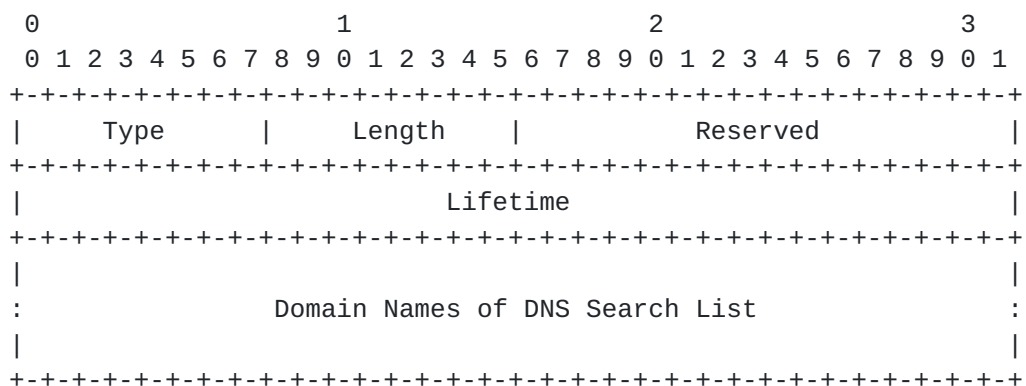 0                   1                   2                   3
 0 1 2 3 4 5 6 7 8 9 0 1 2 3 4 5 6 7 8 9 0 1 2 3 4 5 6 7 8 9 0 1
+-+-+-+-+-+-+-+-+-+-+-+-+-+-+-+-+-+-+-+-+-+-+-+-+-+-+-+-+-+-+-+-+
|     Type      |     Length    |           Reserved            |
+-+-+-+-+-+-+-+-+-+-+-+-+-+-+-+-+-+-+-+-+-+-+-+-+-+-+-+-+-+-+-+-+
|                           Lifetime                            |
+-+-+-+-+-+-+-+-+-+-+-+-+-+-+-+-+-+-+-+-+-+-+-+-+-+-+-+-+-+-+-+-+
|                                                               |
:                Domain Names of DNS Search List                :
|                                                               |
+-+-+-+-+-+-+-+-+-+-+-+-+-+-+-+-+-+-+-+-+-+-+-+-+-+-+-+-+-+-+-+-+